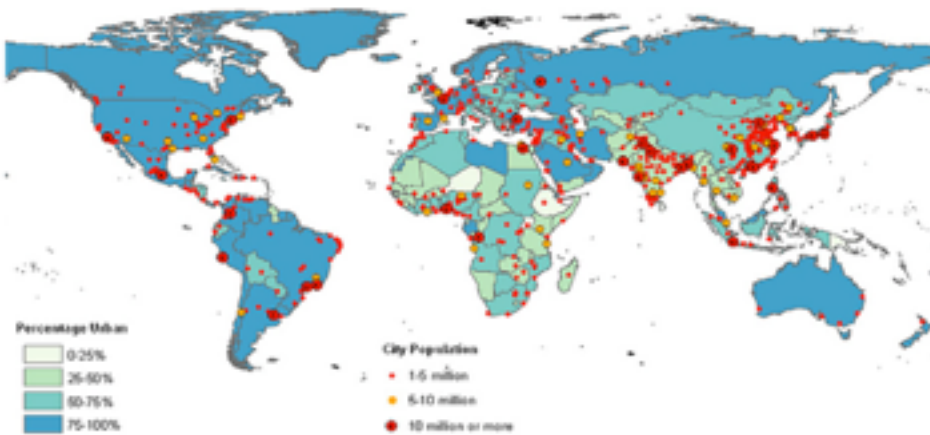 Percentage Urban
0-25%
25-50%
50-75%
75-100%
City Population
1-5 million
5-10 million
10 million or more